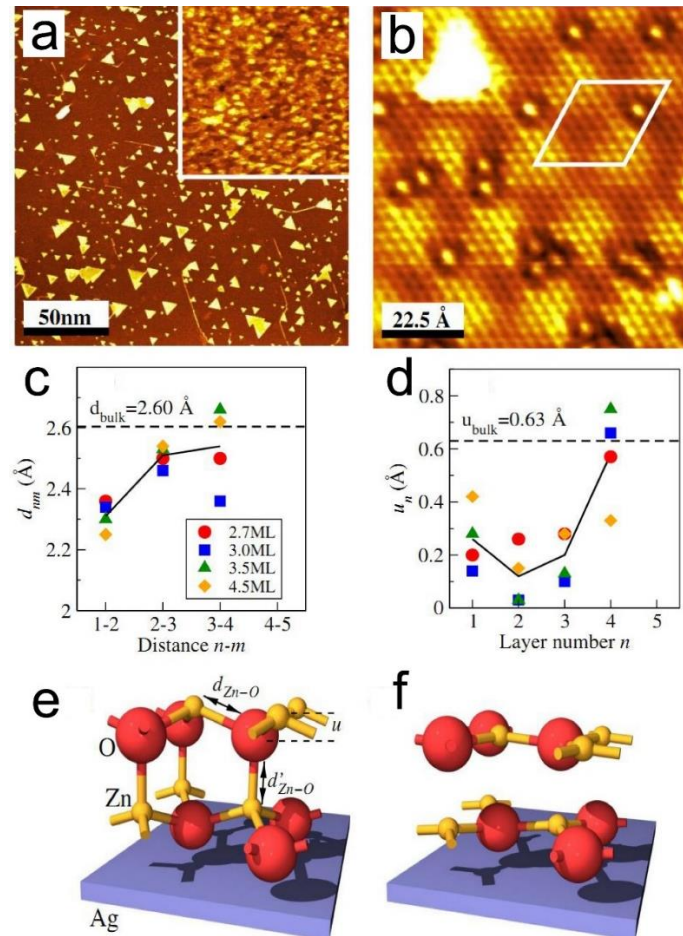 a
50nm
b
22.5 Å
c
d_bulk=2.60 Å
2.6
2.4
2.2
2
d_nm (Å)
2.7ML
3.0ML
3.5ML
4.5ML
1-2 2-3 3-4 4-5
Distance n-m
d
0.8
u_bulk=0.63 Å
0.6
0.4
0.2
0
u_n (Å)
1 2 3 4 5
Layer number n
e
d_Zn-O
u
O
d'_Zn-O
Zn
Ag
f